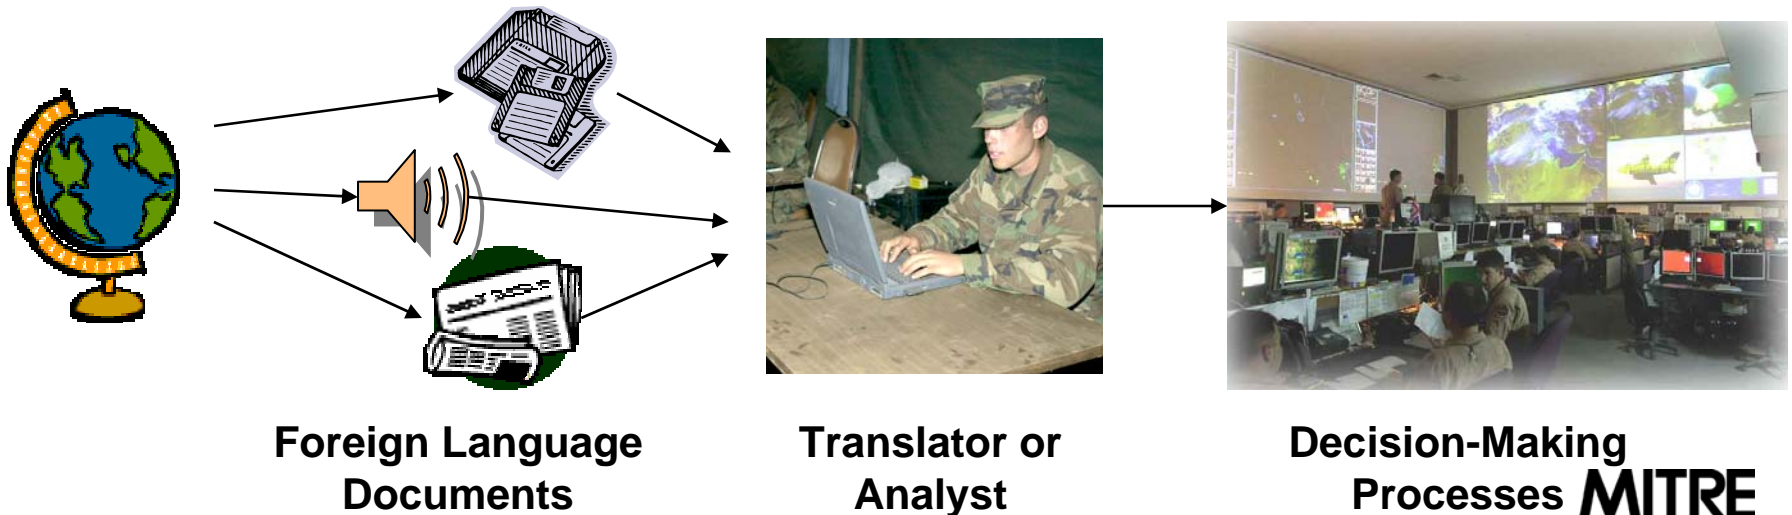 Foreign Language
Documents
Translator or
Analyst
Decision-Making
Processes
MITRE